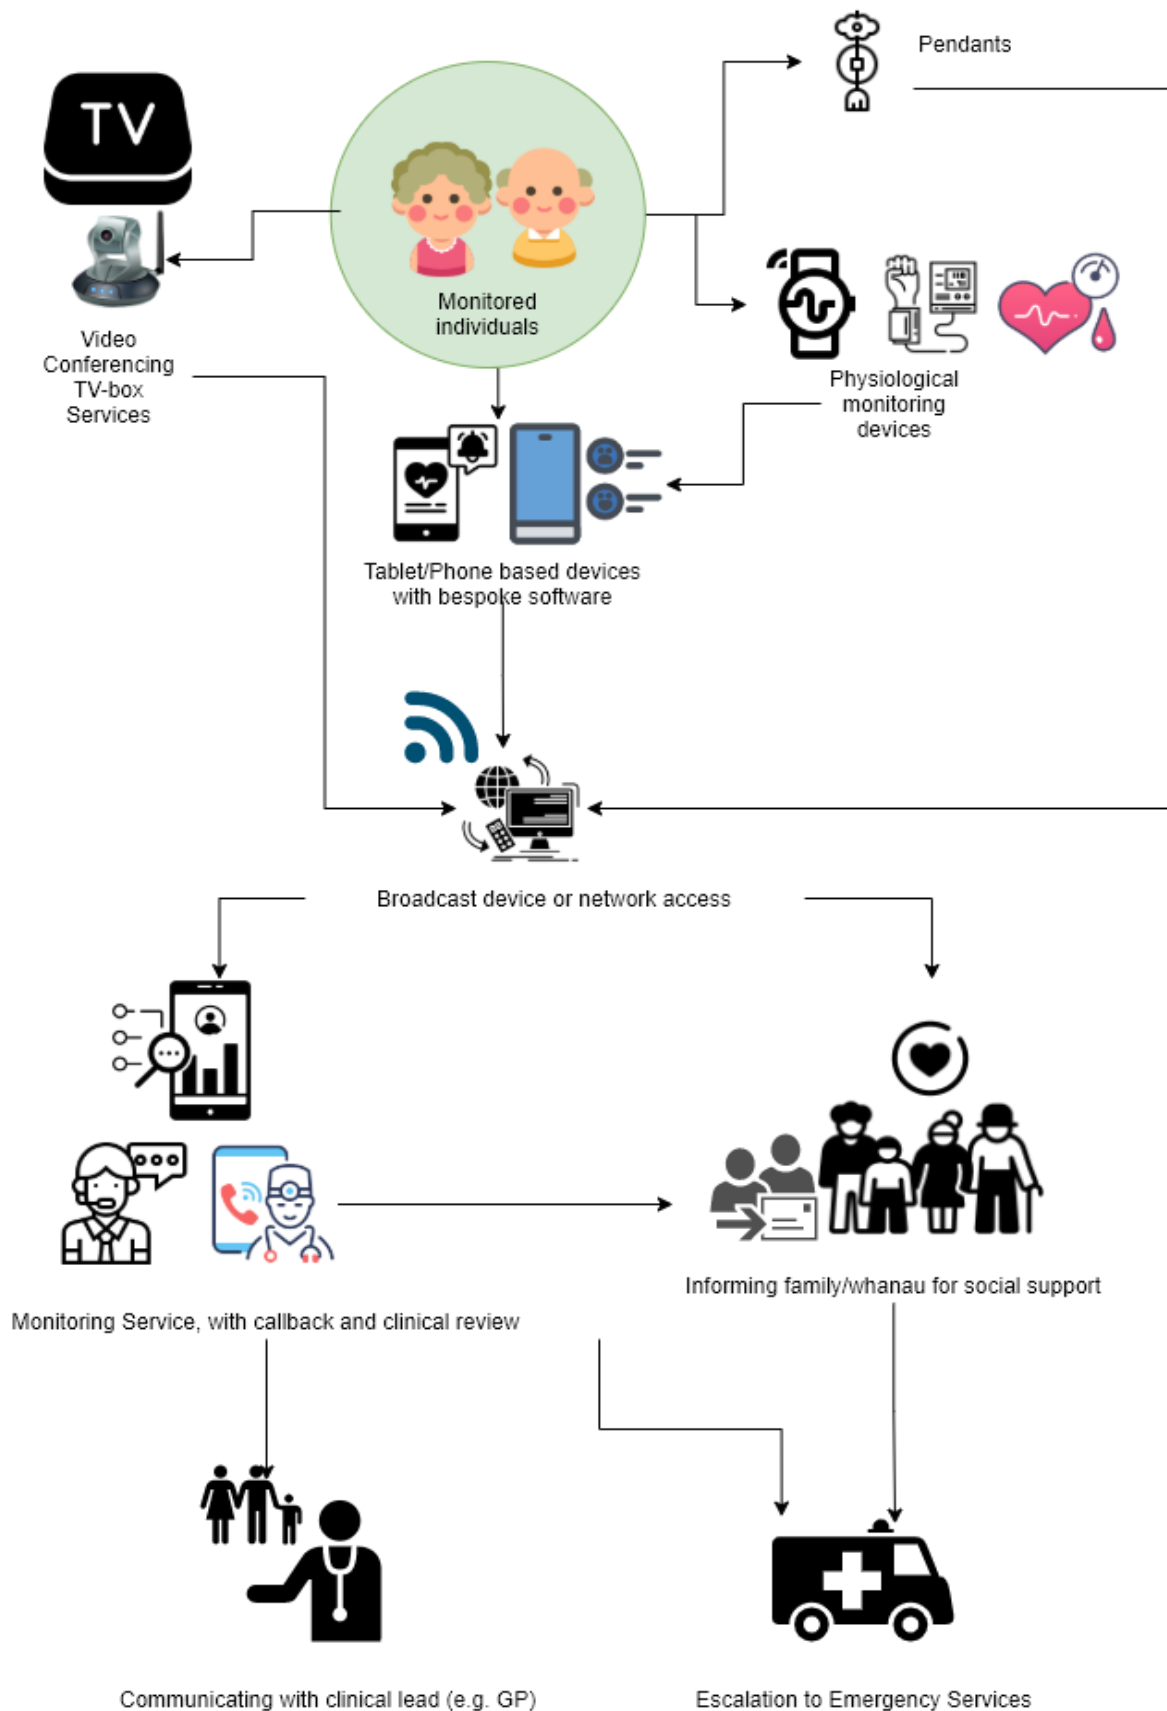 Pendants
TV
Monitored
individuals
Video
Conferencing
TV-box
Services
Physiological
monitoring
devices
Tablet/Phone based devices
with bespoke software
Broadcast device or network access
Informing family/whanau for social support
Monitoring Service, with callback and clinical review
Communicating with clinical lead (e.g. GP)
Escalation to Emergency Services